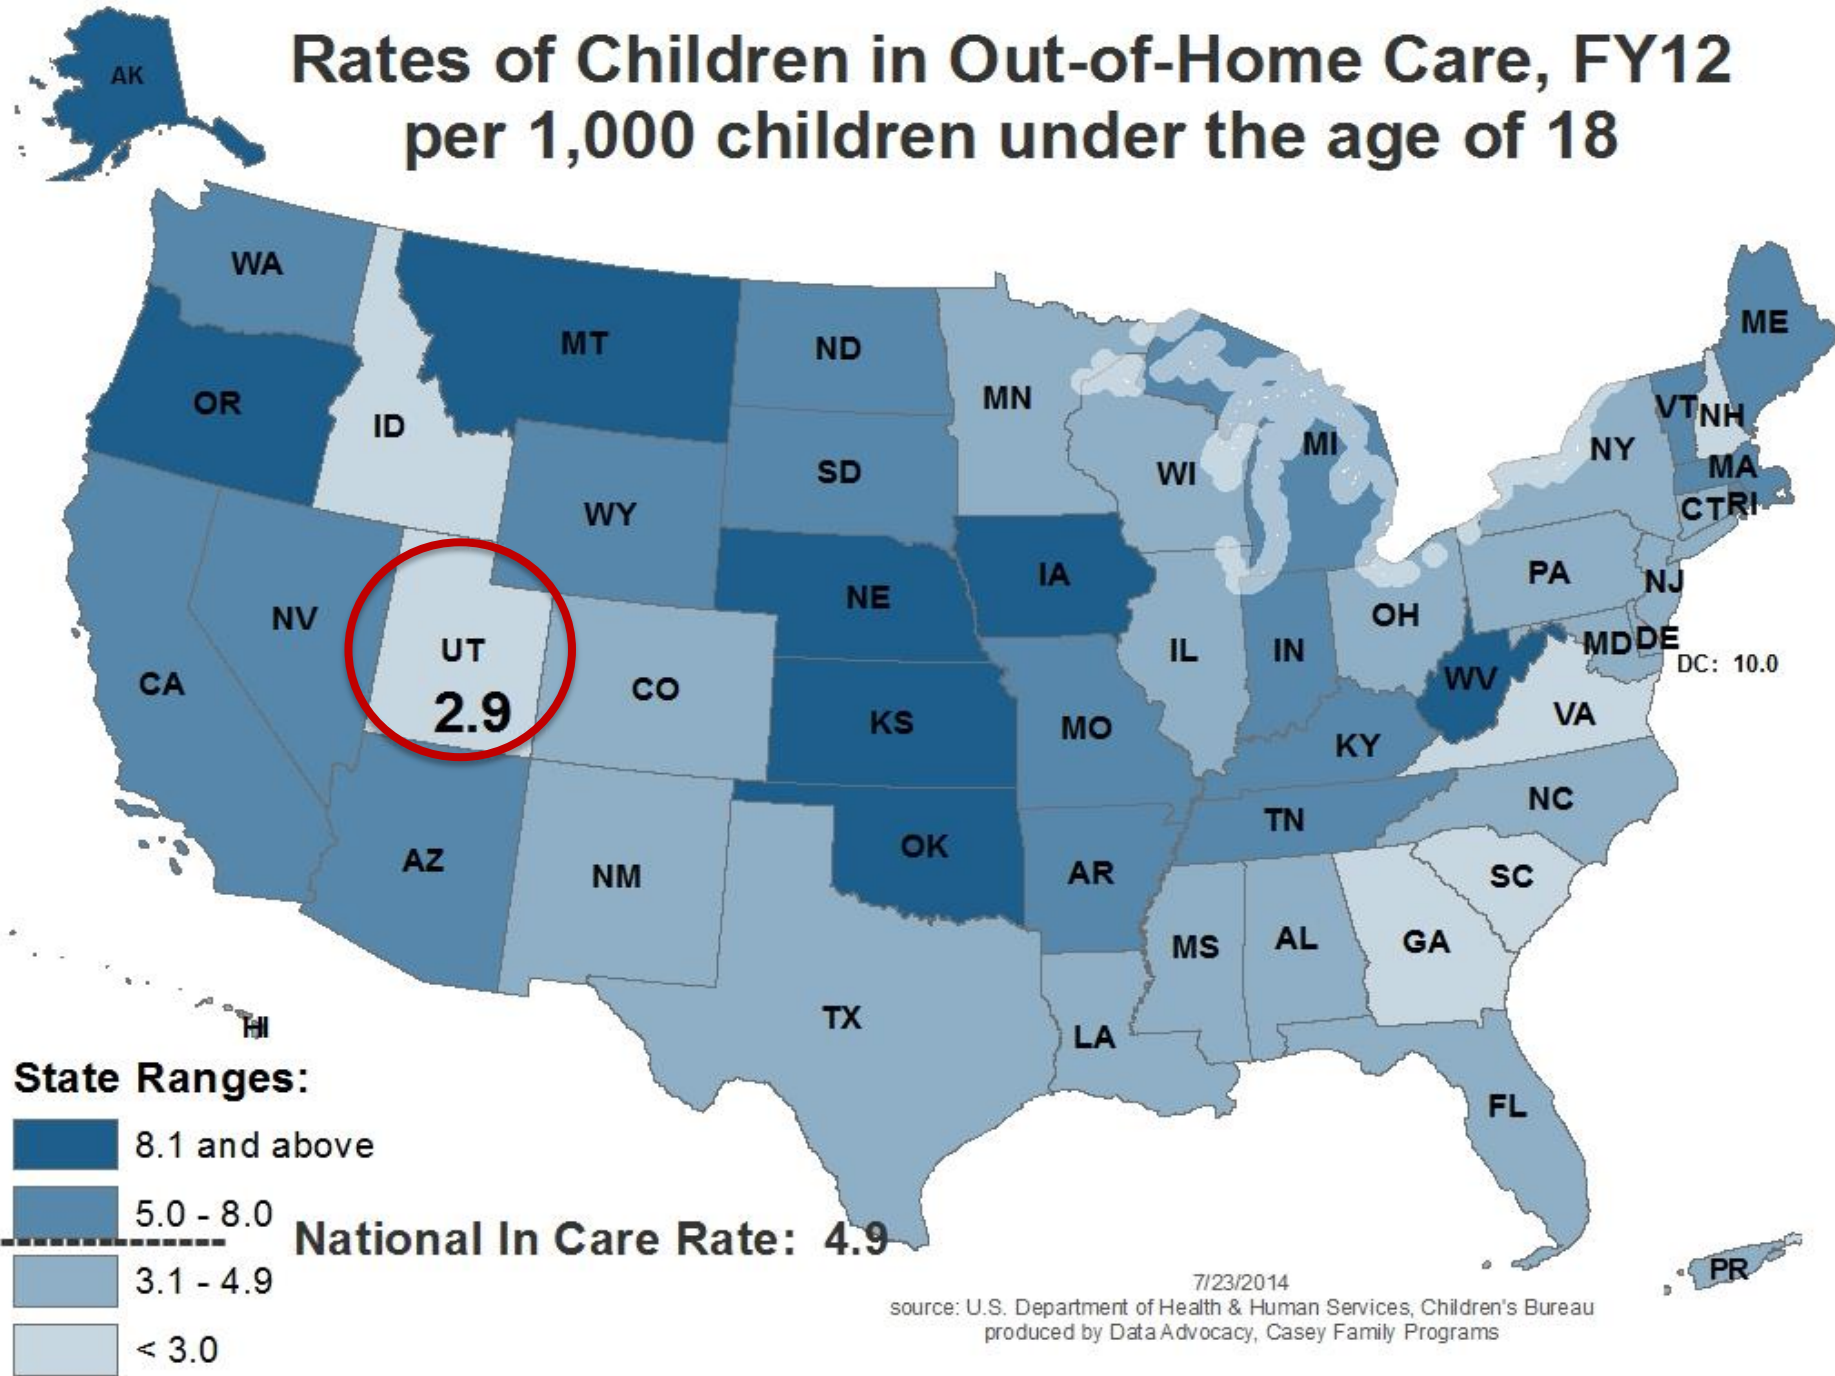 Rates of Children in Out-of-Home Care, FY12
per 1,000 children under the age of 18
AK
WA
MT
ND
MN
ME
OR
ID
SD
WI
MI
NY
VT
NH
MA
CT
RI
WY
IA
NE
PA
NJ
OH
NV
UT
2.9
CO
CA
IL
IN
WV
MD
DE
DC: 10.0
VA
KS
MO
KY
NC
TN
AZ
NM
OK
AR
SC
MS
AL
GA
TX
LA
HI
FL
PR
State Ranges:
8.1 and above
5.0 - 8.0
National In Care Rate: 4.9
3.1 - 4.9
< 3.0
7/23/2014
source: U.S. Department of Health & Human Services, Children's Bureau
produced by Data Advocacy, Casey Family Programs